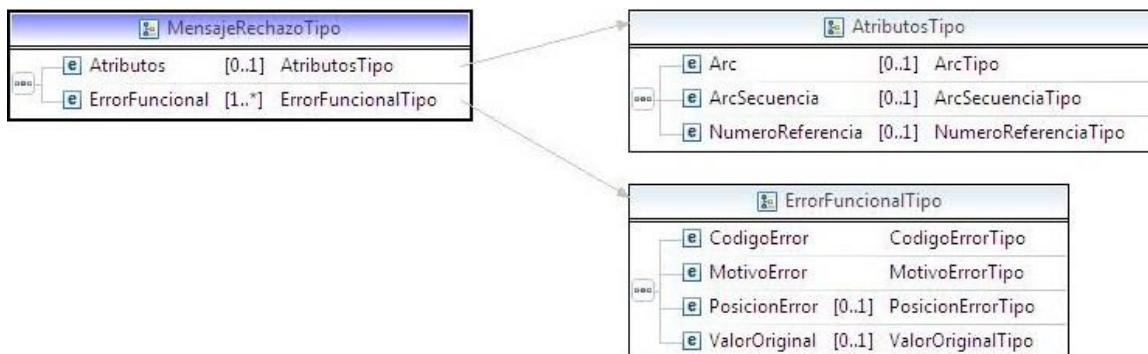 MensajeRechazoTipo
e Atributos [0..1] AtributosTipo
e ErrorFuncional [1..*] ErrorFuncionalTipo
AtributosTipo
e Arc [0..1] ArcTipo
e ArcSecuencia [0..1] ArcSecuenciaTipo
e NumeroReferencia [0..1] NumeroReferenciaTipo
ErrorFuncionalTipo
e CodigoError CodigoErrorTipo
e MotivoError MotivoErrorTipo
e PosicionError [0..1] PosicionErrorTipo
e ValorOriginal [0..1] ValorOriginalTipo